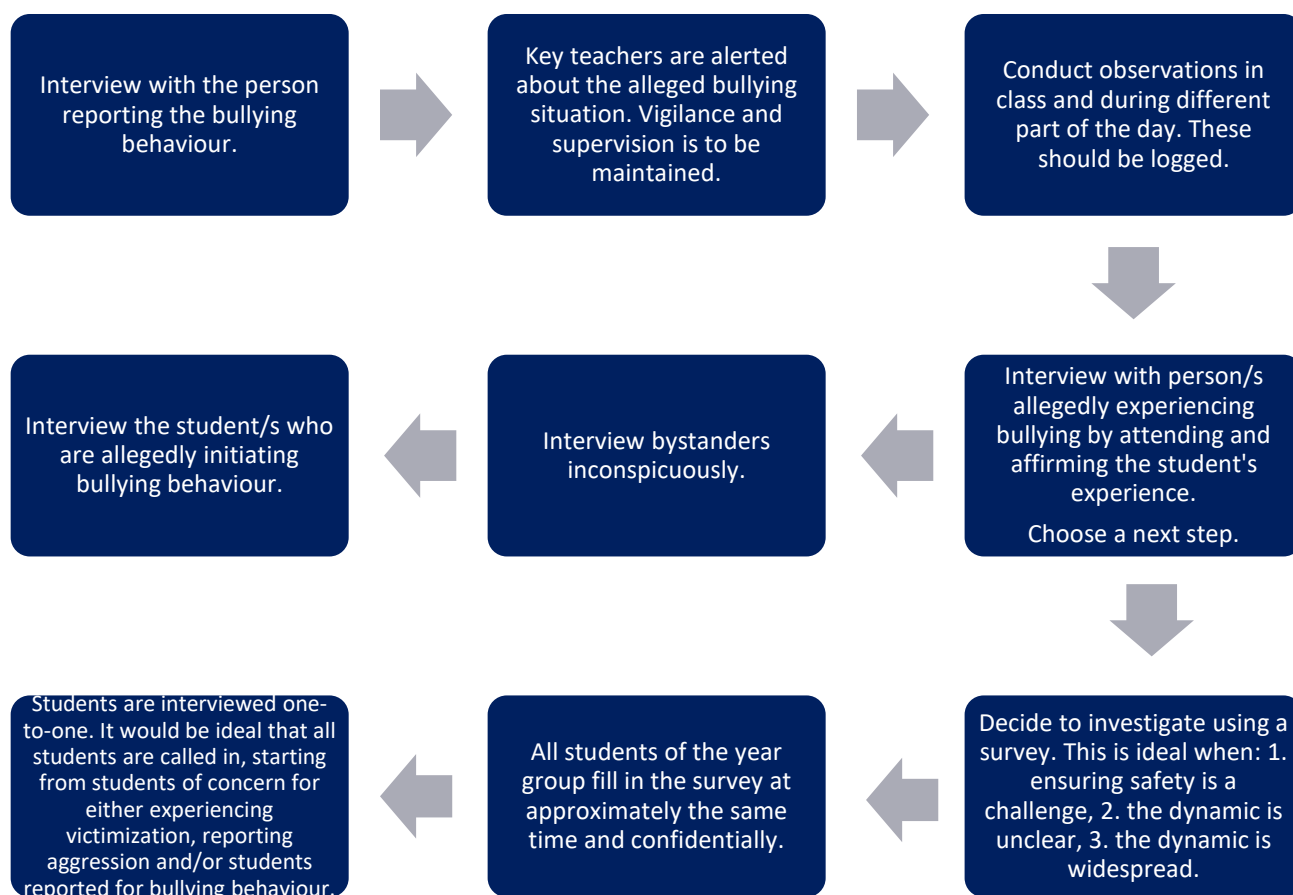 Interview with the person
reporting the bullying
behaviour.
Key teachers are alerted
about the alleged bullying
situation. Vigilance and
supervision is to be
maintained.
Conduct observations in
class and during different
part of the day. These
should be logged.
Interview with person/s
allegedly experiencing
bullying by attending and
affirming the student's
experience.
Choose a next step.
Interview bystanders
inconspicuously.
Interview the student/s who
are allegedly initiating
bullying behaviour.
Decide to investigate using a
survey. This is ideal when: 1.
ensuring safety is a
challenge, 2. the dynamic is
unclear, 3. the dynamic is
widespread.
All students of the year
group fill in the survey at
approximately the same
time and confidentially.
Students are interviewed one-
to-one. It would be ideal that all
students are called in, starting
from students of concern for
either experiencing
victimization, reporting
aggression and/or students
reported for bullying behaviour.